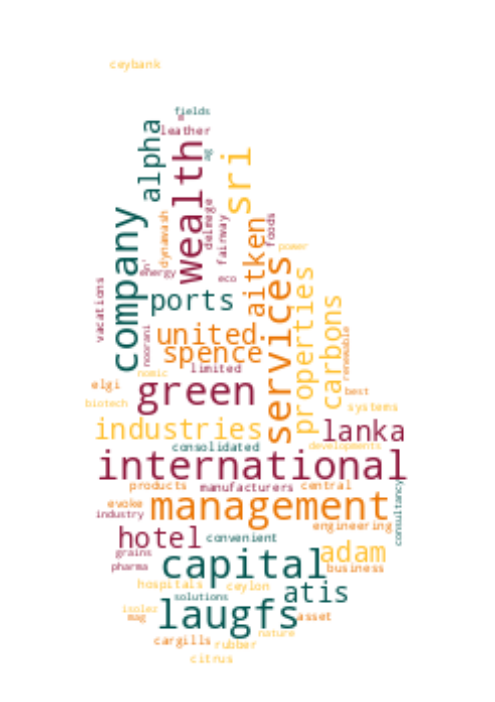 ceybank
fields
leather
alpha
ag
wealth
sri
delmege
fairway
foods
dynawash
aitken
company
power
energy
eco
vacations
ports
services
properties
carbons
noorani
united
renewable
spence
limited
nomic
elgi
green
best
biotech
systems
industries
lanka
consolidated
developments
international
products
manufacturers
central
evoke
management
consultancy
industry
engineering
hotel
convenient
grains
capital
adam
pharma
business
hospitals
ceylon
atis
solutions
isolez
laugfs
asset
mag
nature
cargills
rubber
citrus